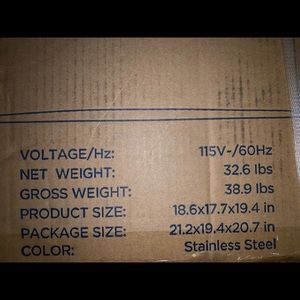 VOLTAGE/Hz: 115V~/60Hz
NET WEIGHT: 32.6 lbs
GROSS WEIGHT: 38.9 lbs
PRODUCT SIZE: 18.6x17.7x19.4 in
PACKAGE SIZE: 21.2x19.4x20.7 in
COLOR: Stainless Steel